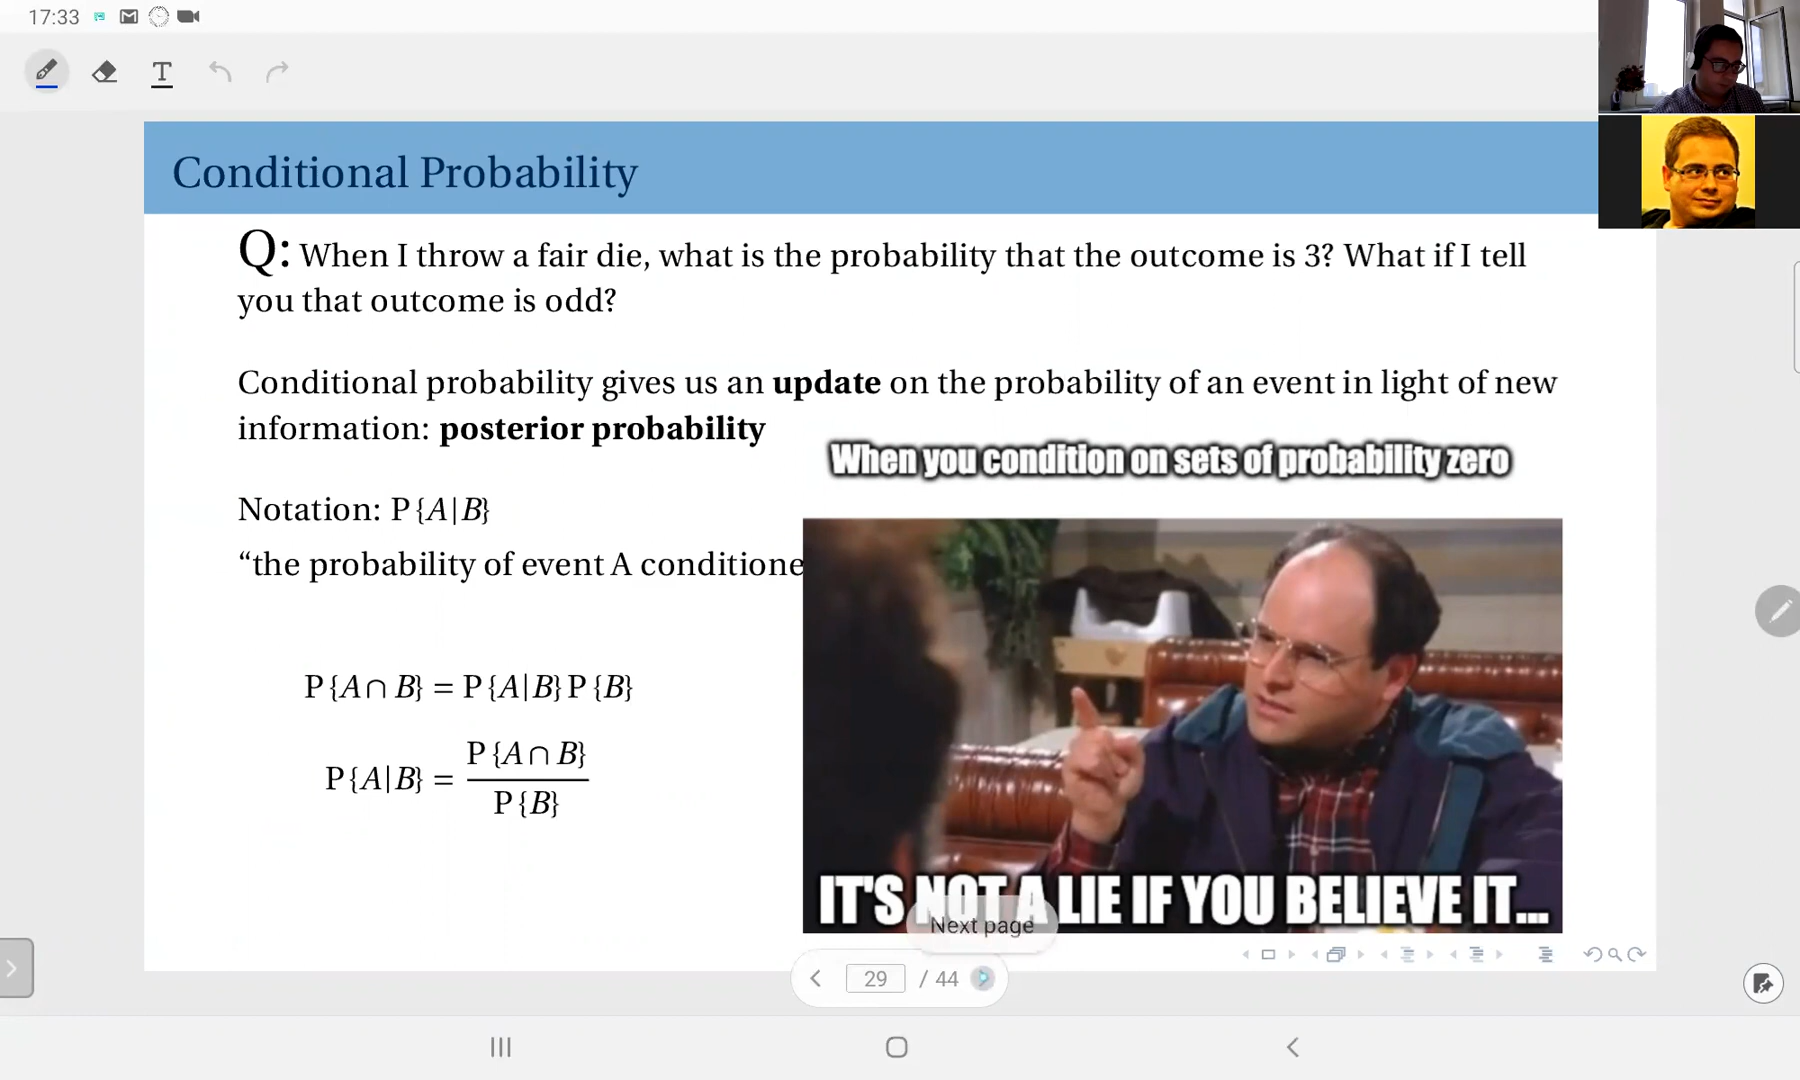 17:33
T
Conditional Probability
Q: When I throw a fair die, what is the probability that the outcome is 3? What if I tell
you that outcome is odd?
Conditional probability gives us an update on the probability of an event in light of new
information: posterior probability
When you condition on sets of probability zero
Notation: P{A|B}
“the probability of event A conditione
P{A∩B} = P{A|B}P{B}
P{A|B} = P{A∩B} / P{B}
IT'S NOT A LIE IF YOU BELIEVE IT...
Next page
29 / 44